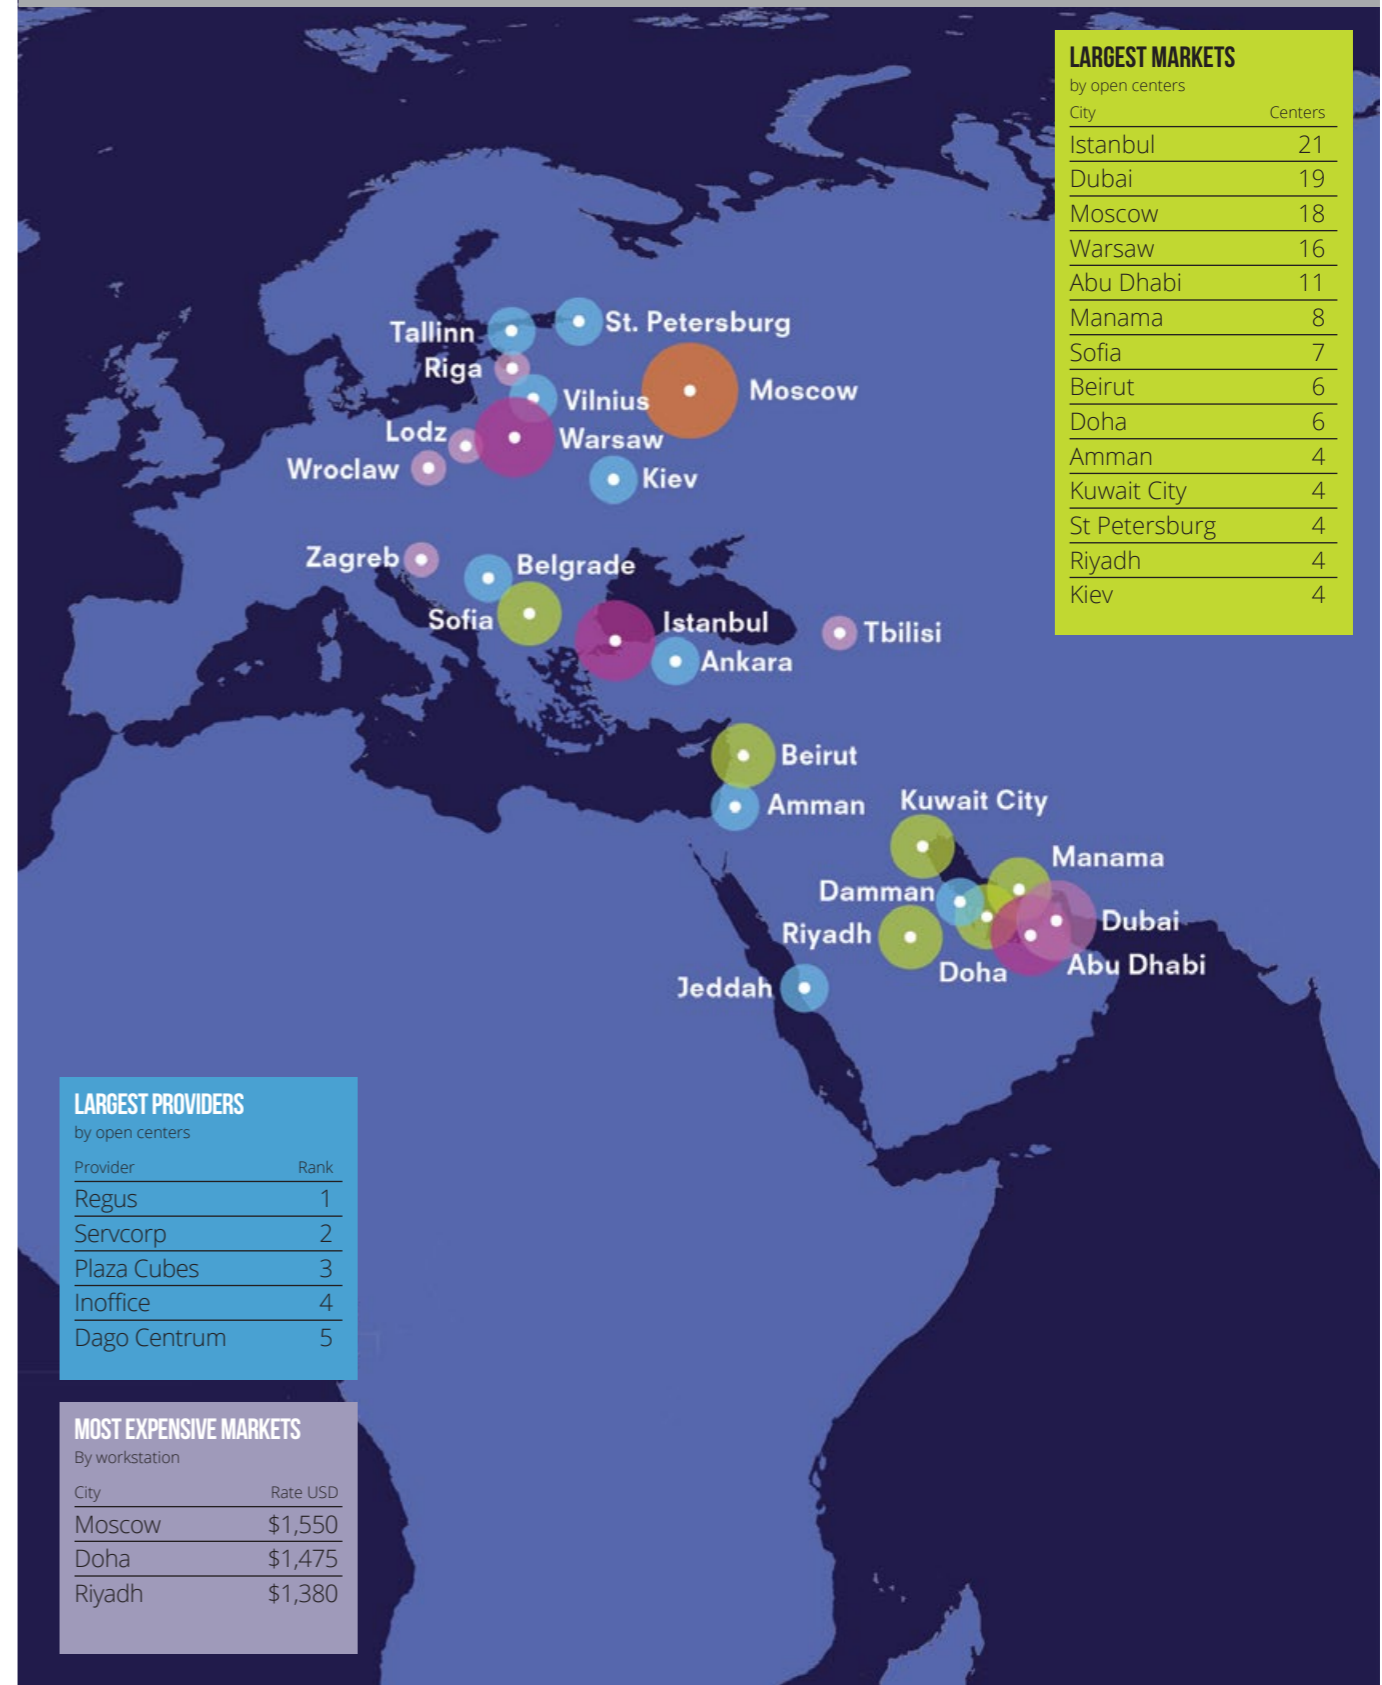 LARGEST MARKETS
by open centers
City Centers
Istanbul 21
Dubai 19
Moscow 18
Warsaw 16
Abu Dhabi 11
Manama 8
Sofia 7
Beirut 6
Doha 6
Amman 4
Kuwait City 4
St Petersburg 4
Riyadh 4
Kiev 4
Tallinn
St. Petersburg
Riga
Moscow
Vilnius
Lodz
Warsaw
Wroclaw
Kiev
Zagreb
Belgrade
Sofia
Istanbul
Tbilisi
Ankara
Beirut
Amman
Kuwait City
Manama
Damman
Dubai
Riyadh
Abu Dhabi
Doha
Jeddah
LARGEST PROVIDERS
by open centers
Provider Rank
Regus 1
Servcorp 2
Plaza Cubes 3
Inoffice 4
Dago Centrum 5
MOST EXPENSIVE MARKETS
By workstation
City Rate USD
Moscow $1,550
Doha $1,475
Riyadh $1,380